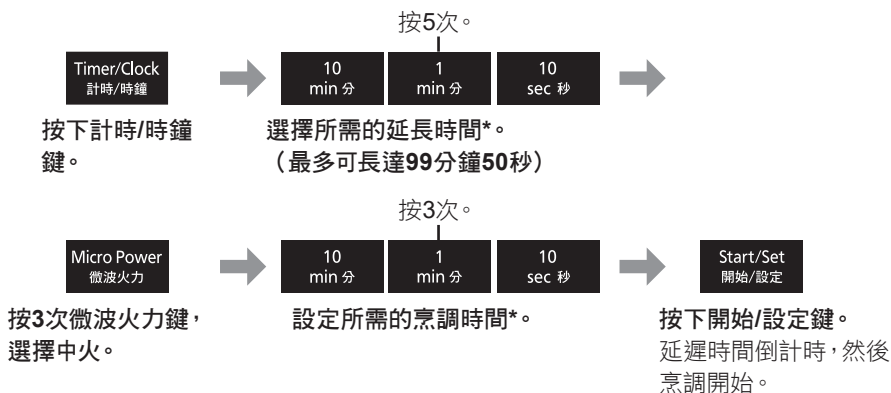 按5次。
Timer/Clock
計時/時鐘
10
min 分
1
min 分
10
sec 秒
按下計時/時鐘
鍵。
選擇所需的延長時間*。
（最多可長達99分鐘50秒）
按3次。
Micro Power
微波火力
10
min 分
1
min 分
10
sec 秒
Start/Set
開始/設定
按3次微波火力鍵，
選擇中火。
設定所需的烹調時間*。
按下開始/設定鍵。
延遲時間倒計時，然後
烹調開始。